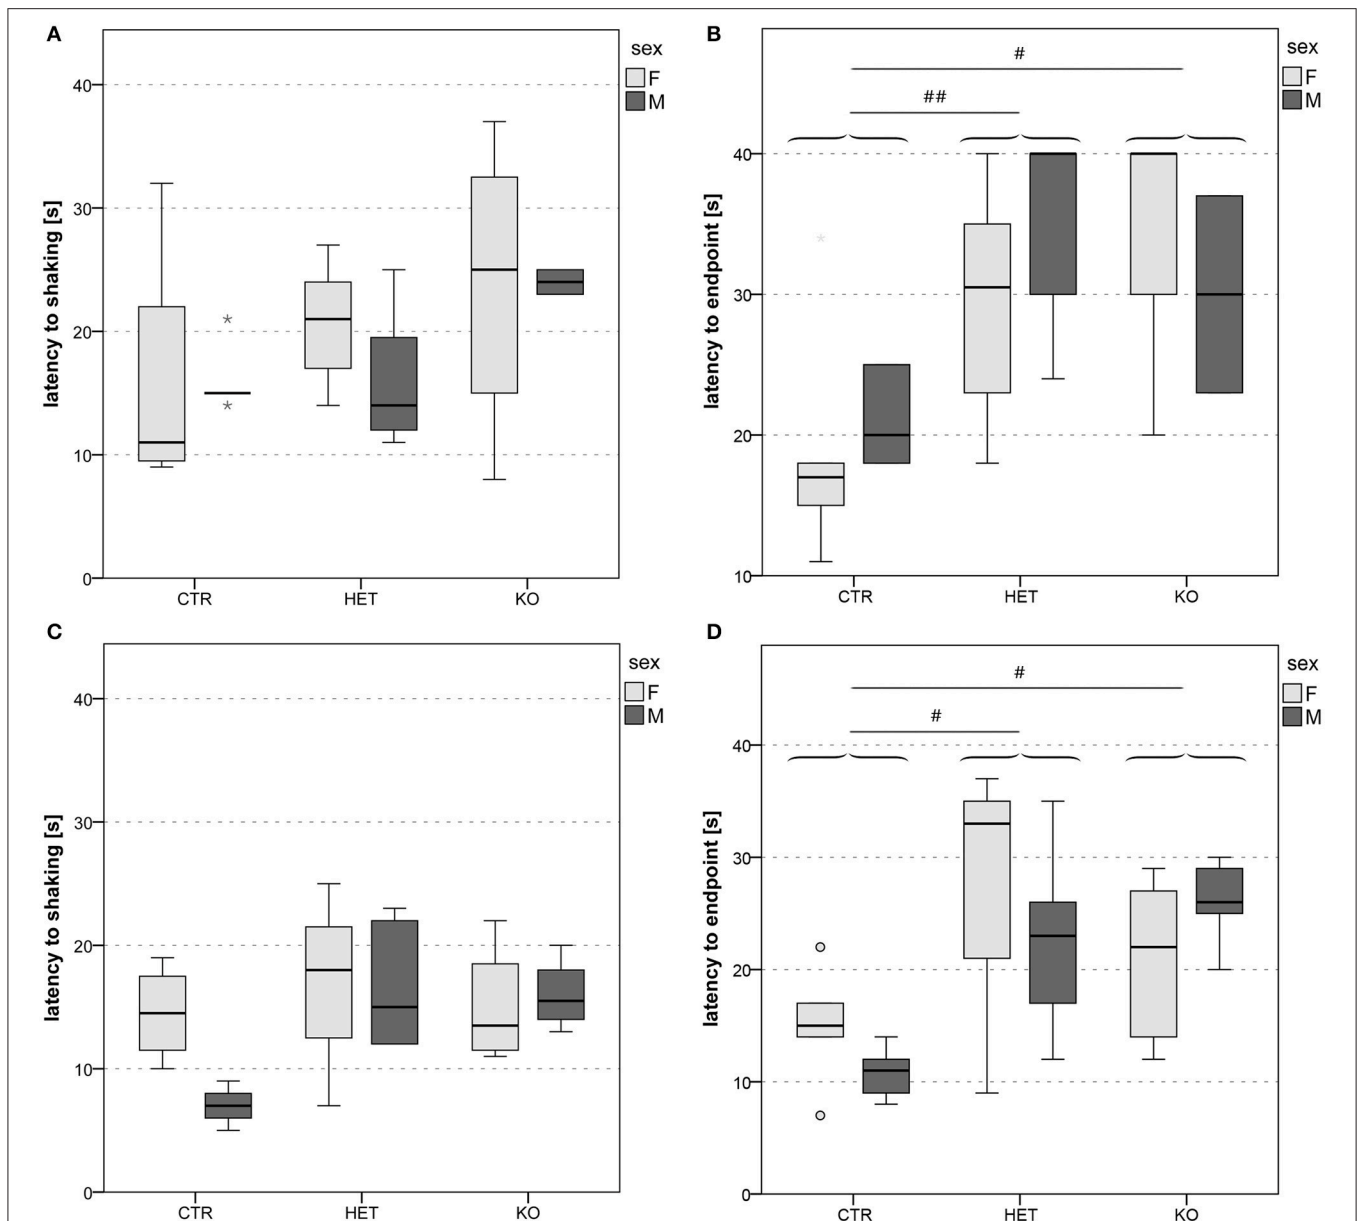 A
sex
F
M
latency to shaking [s]
40
30
20
10
0
CTR HET KO
B
sex
F
M
#
##
latency to endpoint [s]
40
30
20
10
*
CTR HET KO
*
*
C
sex
F
M
latency to shaking [s]
40
30
20
10
0
CTR HET KO
D
sex
F
M
#
#
latency to endpoint [s]
40
30
20
10
0
CTR HET KO